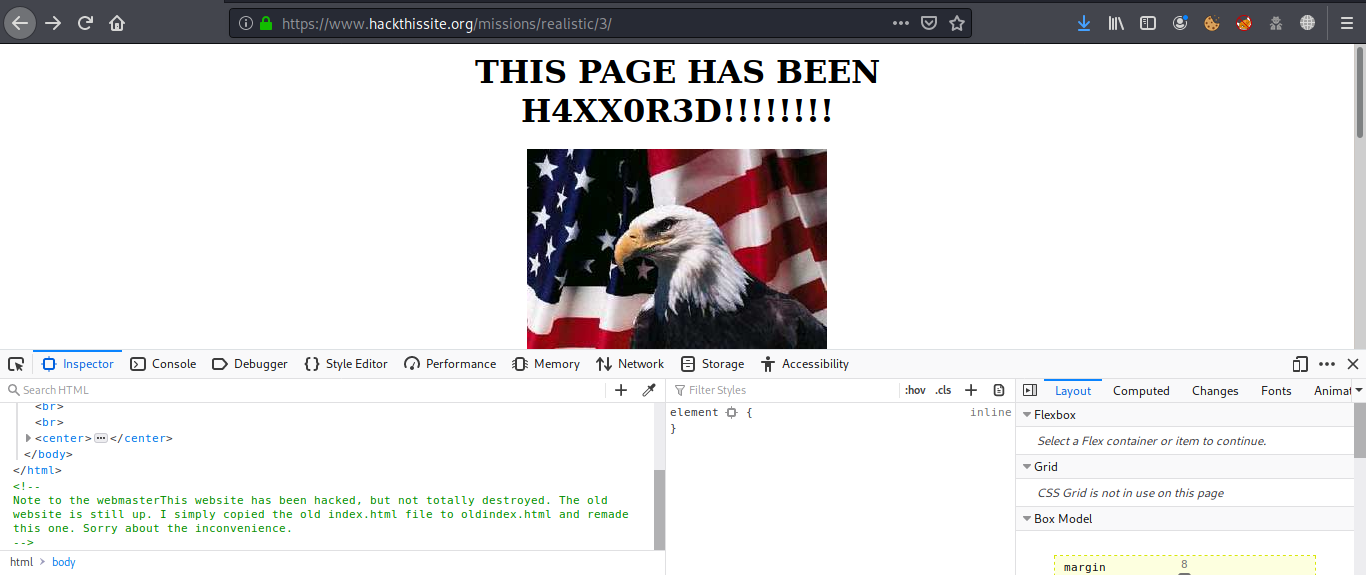 https://www.hackthissite.org/missions/realistic/3/
THIS PAGE HAS BEEN
H4XX0R3D!!!!!!!!
Inspector Console Debugger Style Editor Performance Memory Network Storage Accessibility
Search HTML
Filter Styles
:hov .cls
Layout Computed Changes Fonts Animat
<br>
<br>
<center></center>
</body>
</html>
<!--
Note to the webmasterThis website has been hacked, but not totally destroyed. The old
website is still up. I simply copied the old index.html file to oldindex.html and remade
this one. Sorry about the inconvenience.
-->
html > body
element { inline
}
Flexbox
Select a Flex container or item to continue.
Grid
CSS Grid is not in use on this page
Box Model
margin 8